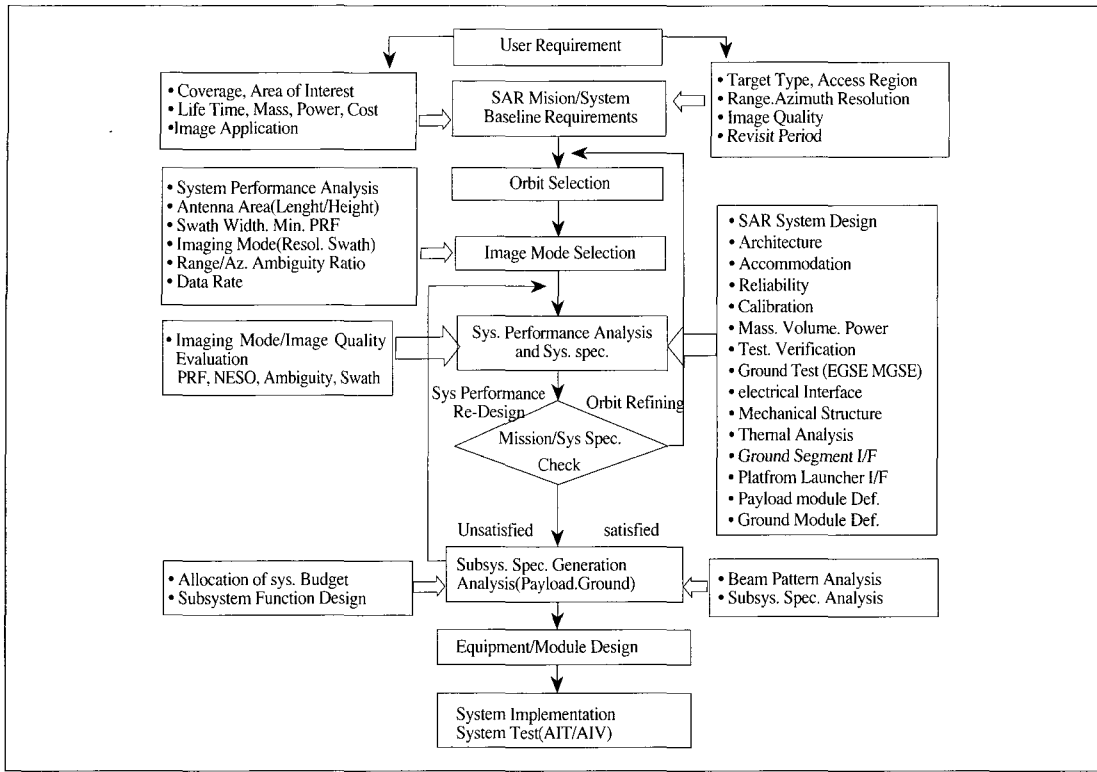 User Requirement
• Coverage, Area of Interest
• Life Time, Mass, Power, Cost
• Image Application
SAR Mision/System
Baseline Requirements
• Target Type, Access Region
• Range.Azimuth Resolution
• Image Quality
• Revisit Period
Orbit Selection
• System Performance Analysis
• Antenna Area(Lenght/Height)
• Swath Width. Min. PRF
• Imaging Mode(Resol. Swath)
• Range/Az. Ambiguity Ratio
• Data Rate
Image Mode Selection
• SAR System Design
• Architecture
• Accommodation
• Reliability
• Calibration
• Mass. Volume. Power
• Test. Verification
• Ground Test (EGSE MGSE)
• electrical Interface
• Mechanical Structure
• Thermal Analysis
• Ground Segment I/F
• Platfrom Launcher I/F
• Payload module Def.
• Ground Module Def.
• Imaging Mode/Image Quality
Evaluation
PRF, NESO, Ambiguity, Swath
Sys. Performance Analysis
and Sys. spec.
Sys Performance
Re-Design
Orbit Refining
Mission/Sys Spec.
Check
Unsatisfied
satisfied
• Allocation of sys. Budget
• Subsystem Function Design
Subsys. Spec. Generation
Analysis(Payload.Ground)
• Beam Pattern Analysis
• Subsys. Spec. Analysis
Equipment/Module Design
System Implementation
System Test(AIT/AIV)